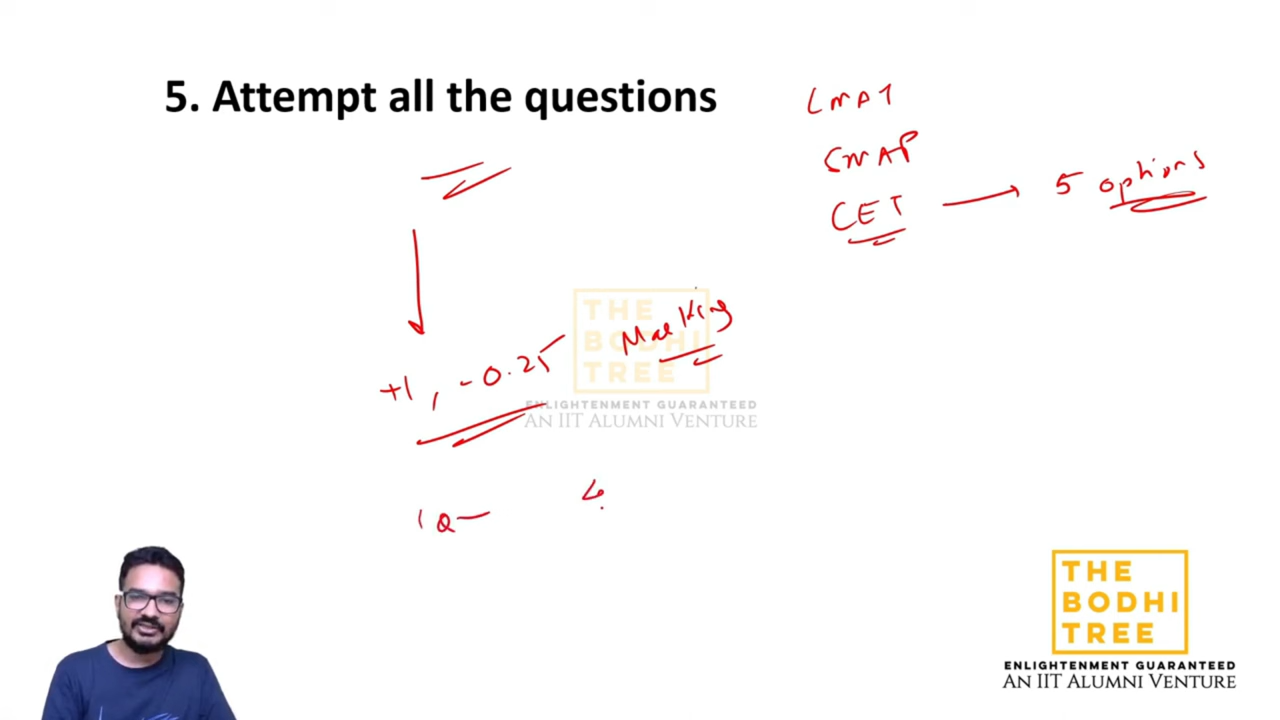 5. Attempt all the questions
CMAT
SMAP
CET → 5 options
+1, -0.25 Marking
THE
BODHI
TREE
ENLIGHTENMENT GUARANTEED
AN IIT ALUMNI VENTURE
1Q —
THE
BODHI
TREE
ENLIGHTENMENT GUARANTEED
AN IIT ALUMNI VENTURE